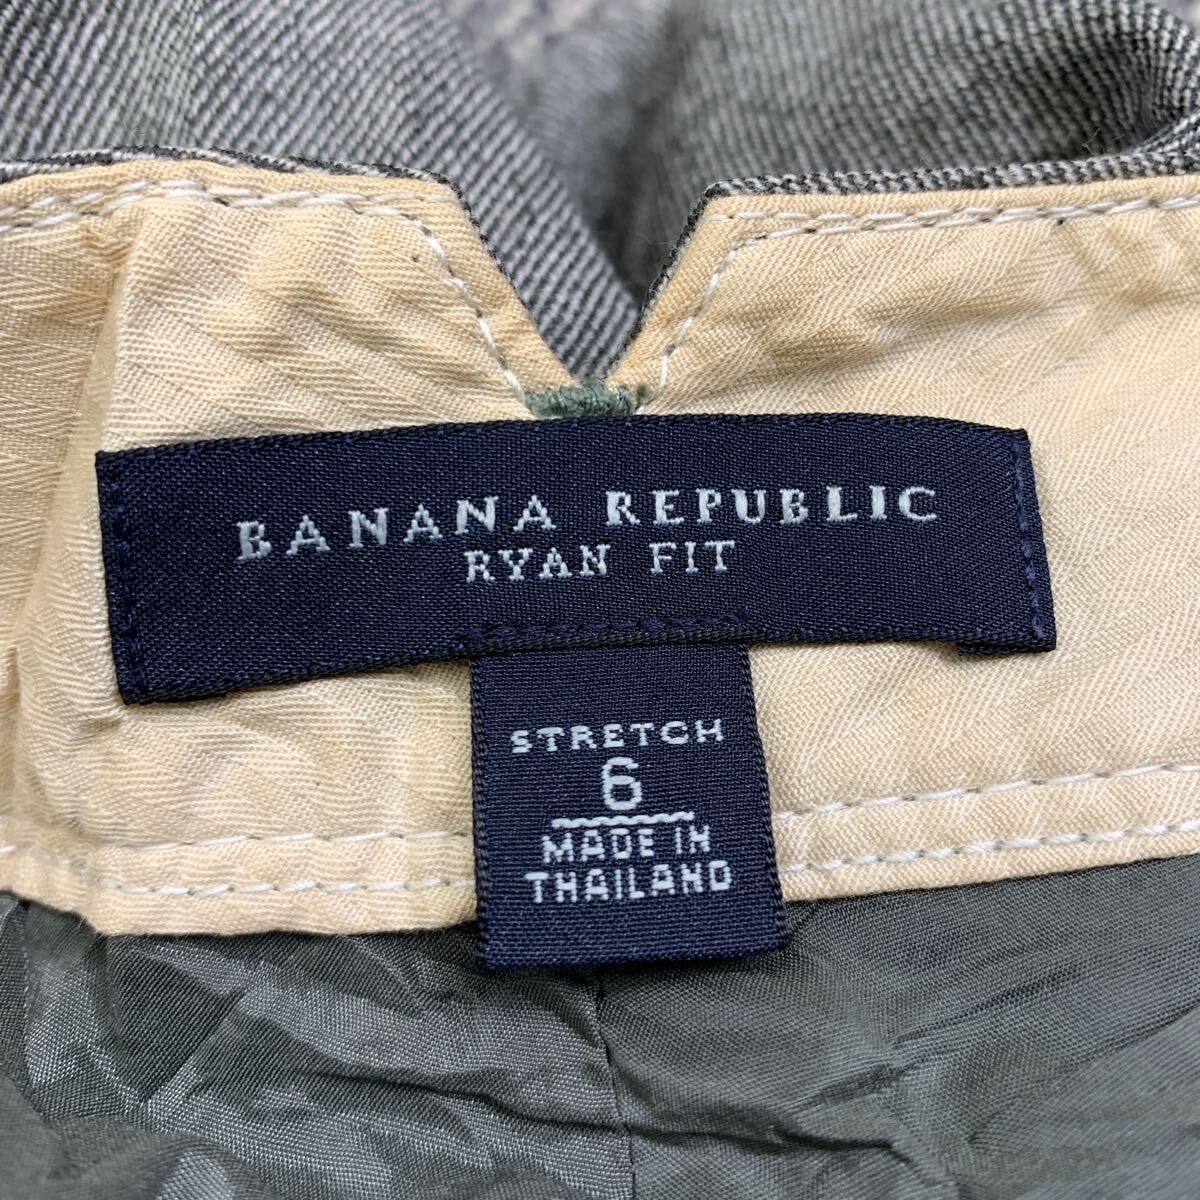 BANANA REPUBLIC
RYAN FIT
STRETCH
6
MADE IN
THAILAND